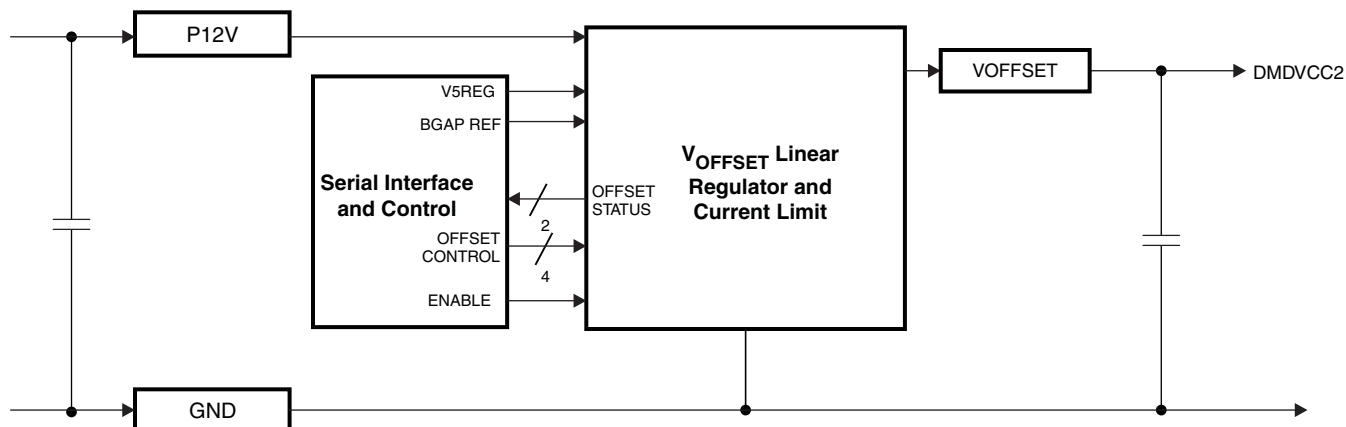 P12V
V5REG
BGAP REF
Serial Interface
and Control
OFFSET
STATUS
2
OFFSET
CONTROL
4
ENABLE
VOFFSET Linear
Regulator and
Current Limit
VOFFSET
DMDVCC2
GND